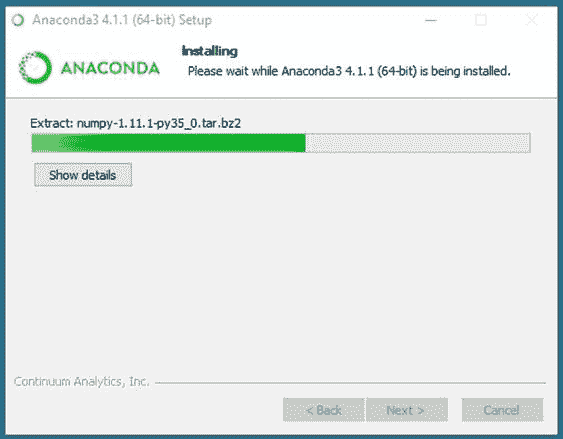 Anaconda3 4.1.1 (64-bit) Setup
Installing
Please wait while Anaconda3 4.1.1 (64-bit) is being installed.
ANACONDA
Extract: numpy-1.11.1-py35_0.tar.bz2
Show details
Continuum Analytics, Inc.
< Back Next > Cancel